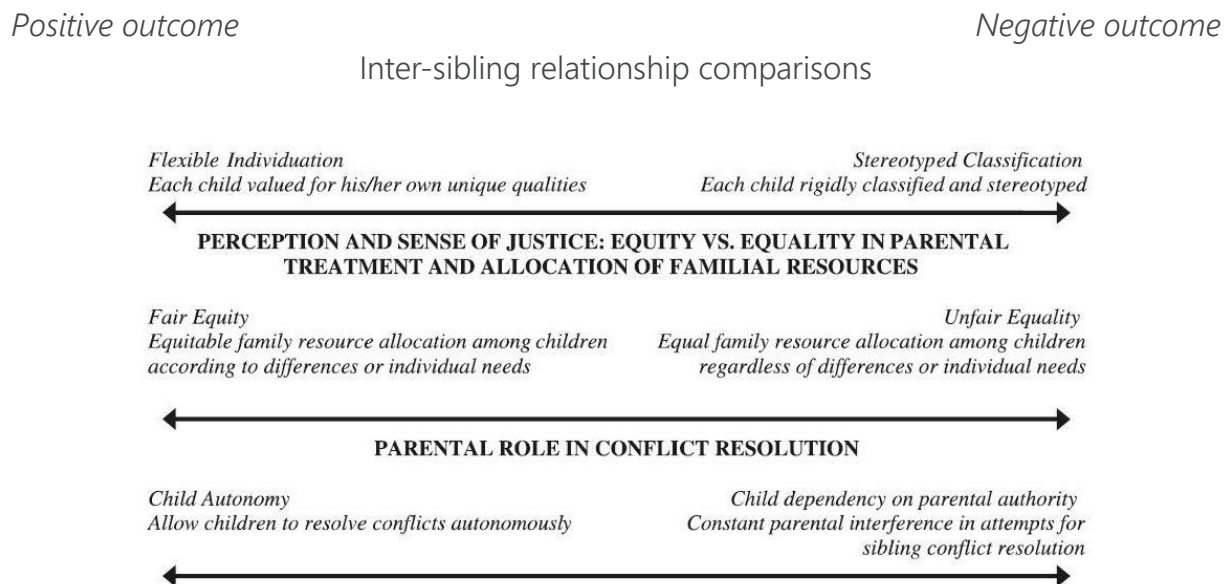 Positive outcome
Negative outcome
Inter-sibling relationship comparisons
Flexible Individuation
Each child valued for his/her own unique qualities
Stereotyped Classification
Each child rigidly classified and stereotyped
PERCEPTION AND SENSE OF JUSTICE: EQUITY VS. EQUALITY IN PARENTAL
TREATMENT AND ALLOCATION OF FAMILIAL RESOURCES
Fair Equity
Equitable family resource allocation among children
according to differences or individual needs
Unfair Equality
Equal family resource allocation among children
regardless of differences or individual needs
PARENTAL ROLE IN CONFLICT RESOLUTION
Child Autonomy
Allow children to resolve conflicts autonomously
Child dependency on parental authority
Constant parental interference in attempts for
sibling conflict resolution